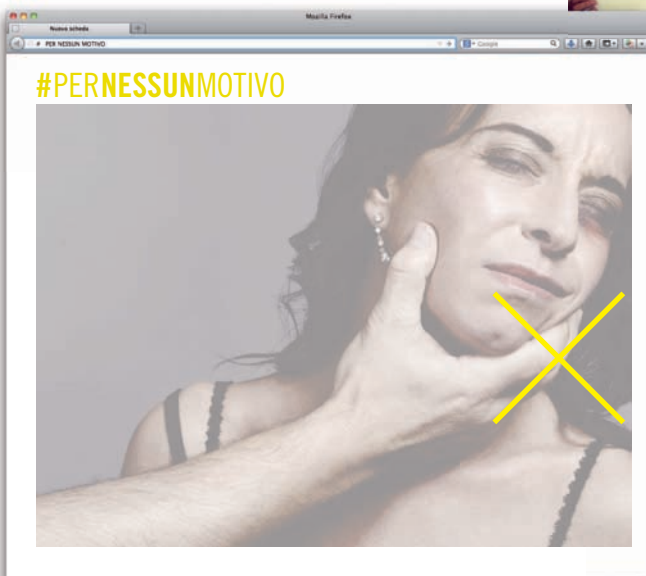 Mozilla Firefox
Nuova scheda
# PER NESSUN MOTIVO
Google
#PERNESSUNMOTIVO